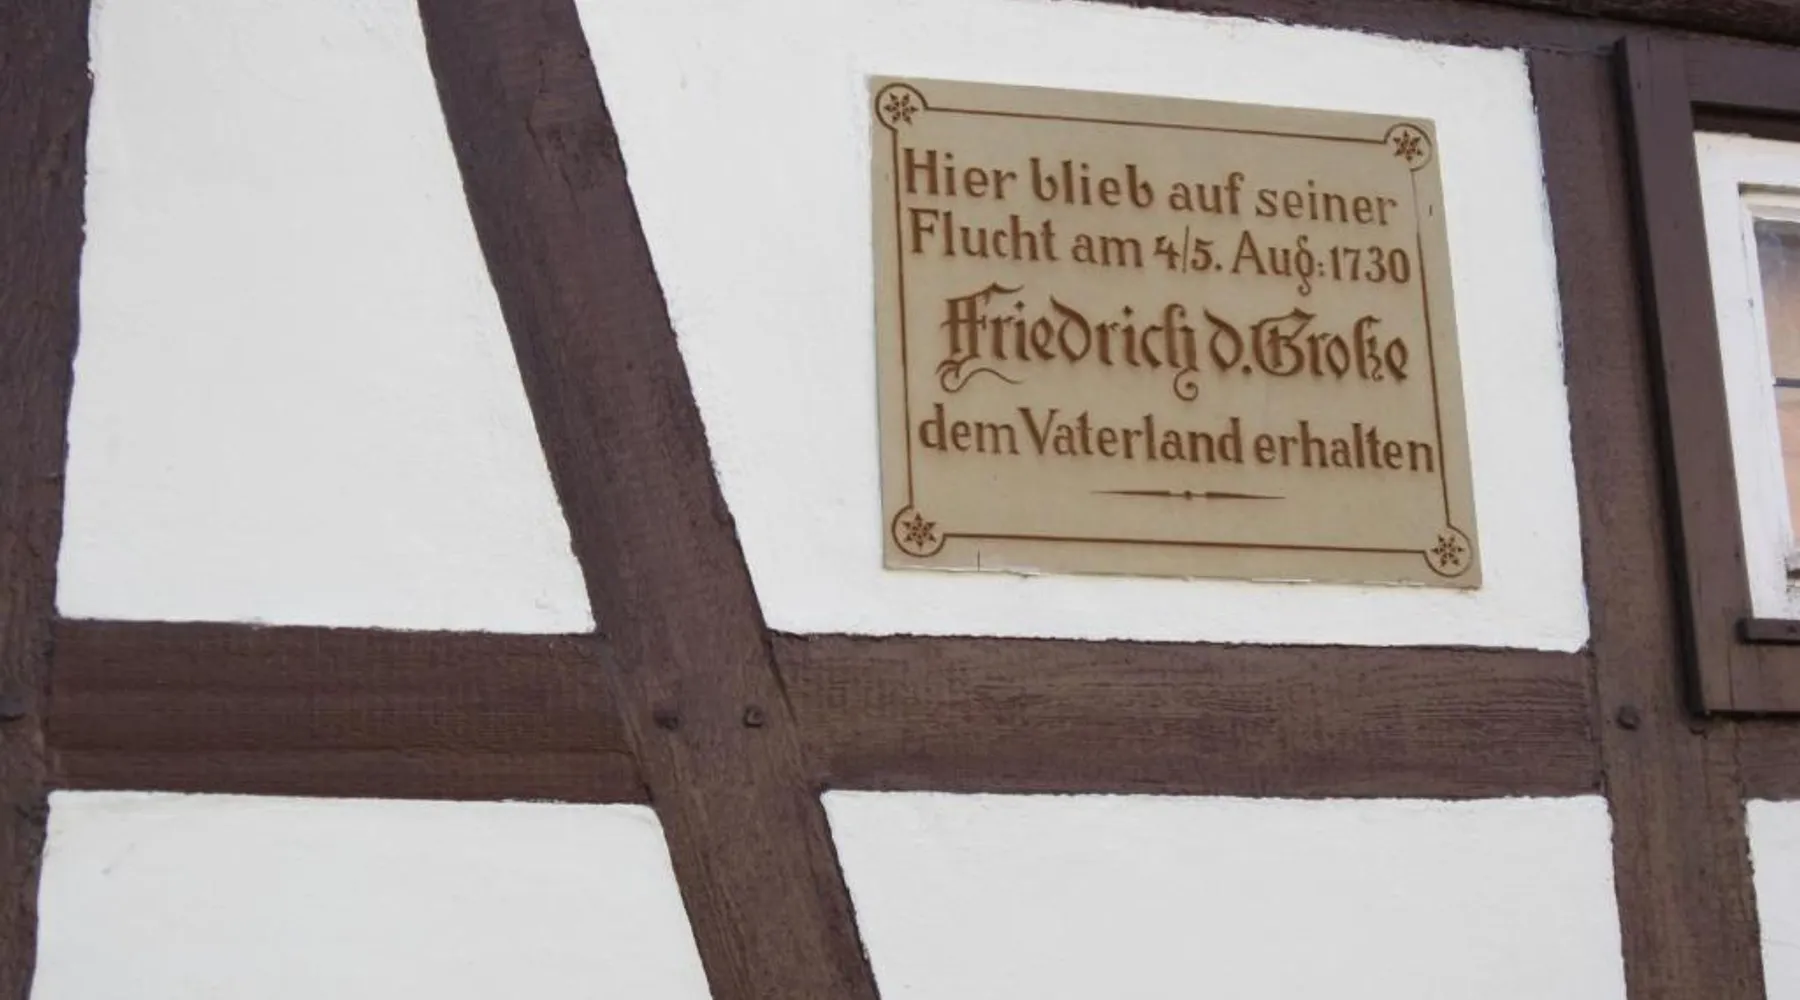 Hier blieb auf seiner
Flucht am 4/5. Aug: 1730
Friedrich d. Große
dem Vaterland erhalten